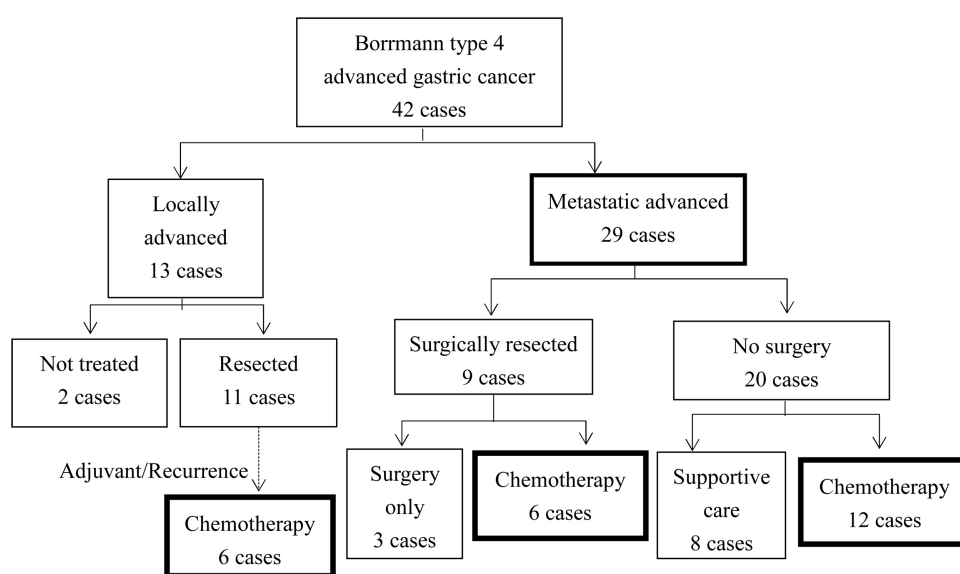 Borrmann type 4
advanced gastric cancer
42 cases
Locally
advanced
13 cases
Metastatic advanced
29 cases
Not treated
2 cases
Resected
11 cases
Surgically resected
9 cases
No surgery
20 cases
Adjuvant/Recurrence
Chemotherapy
6 cases
Surgery
only
3 cases
Chemotherapy
6 cases
Supportive
care
8 cases
Chemotherapy
12 cases